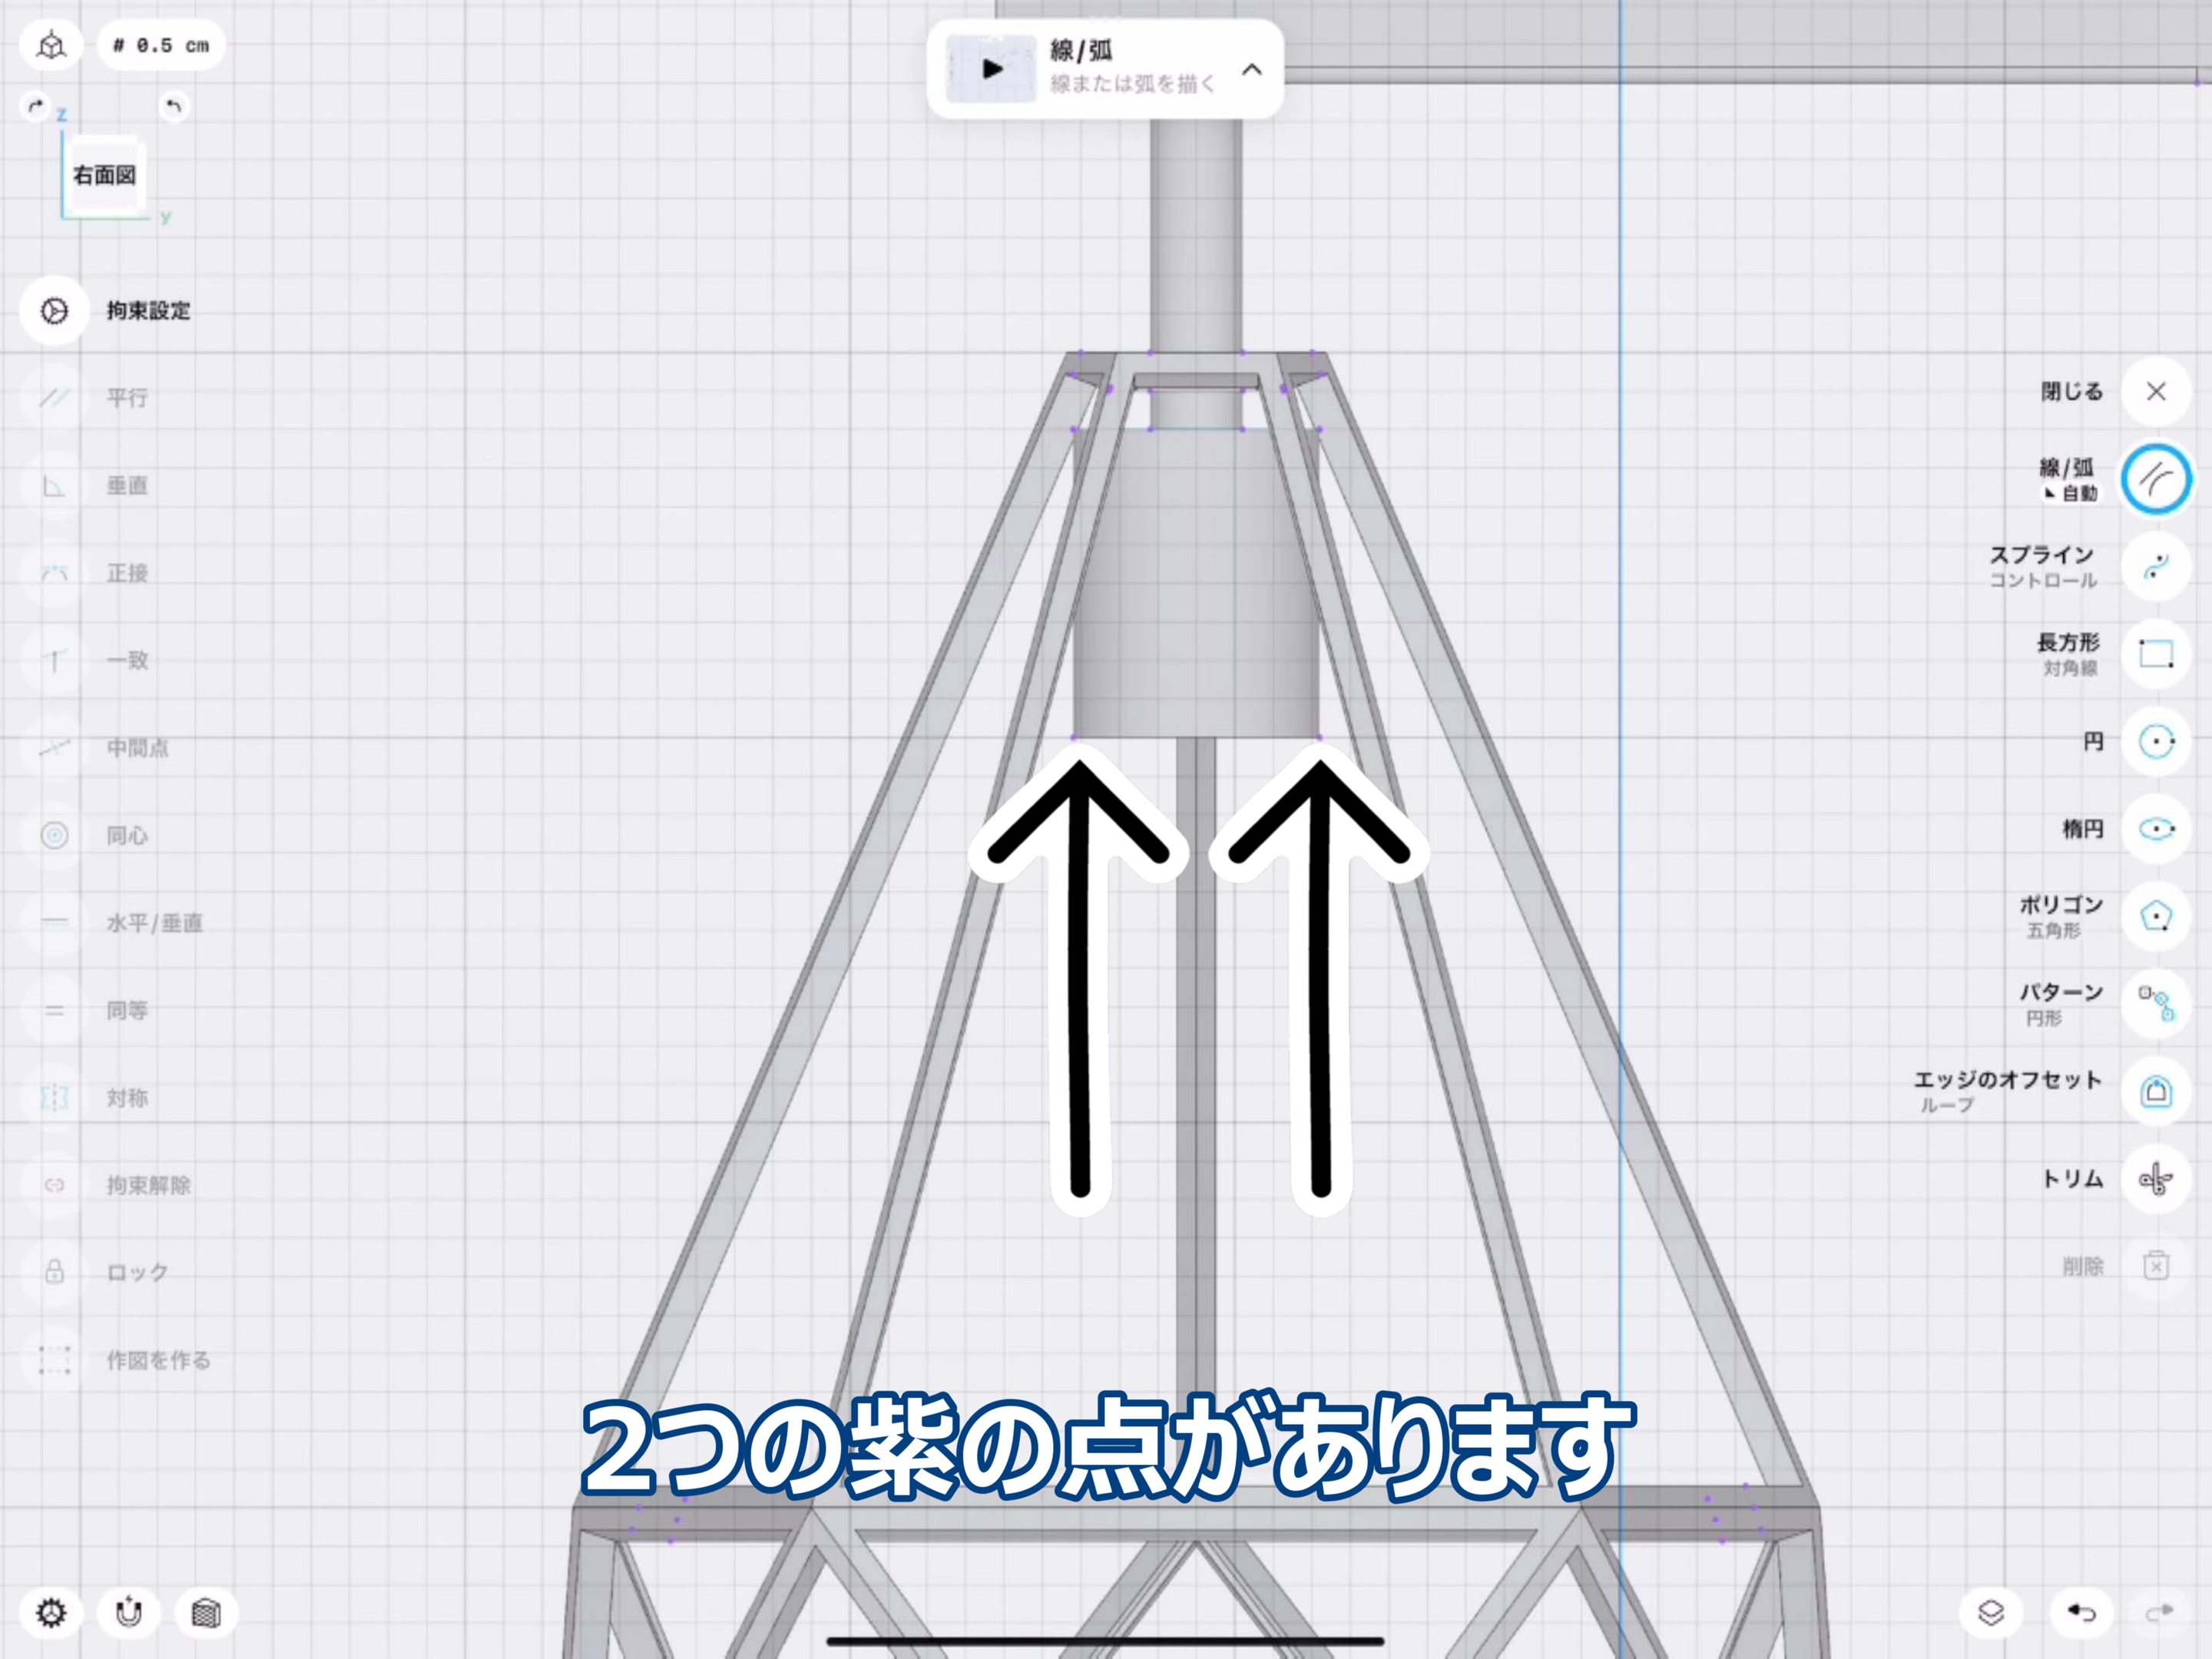 # 0.5 cm
線/弧
線または弧を描く
z
右面図
y
拘束設定
平行
垂直
正接
一致
中間点
同心
水平/垂直
同等
対称
拘束解除
ロック
作図を作る
閉じる
線/弧
自動
スプライン
コントロール
長方形
対角線
円
楕円
ポリゴン
五角形
パターン
円形
エッジのオフセット
ループ
トリム
削除
2つの紫の点があります